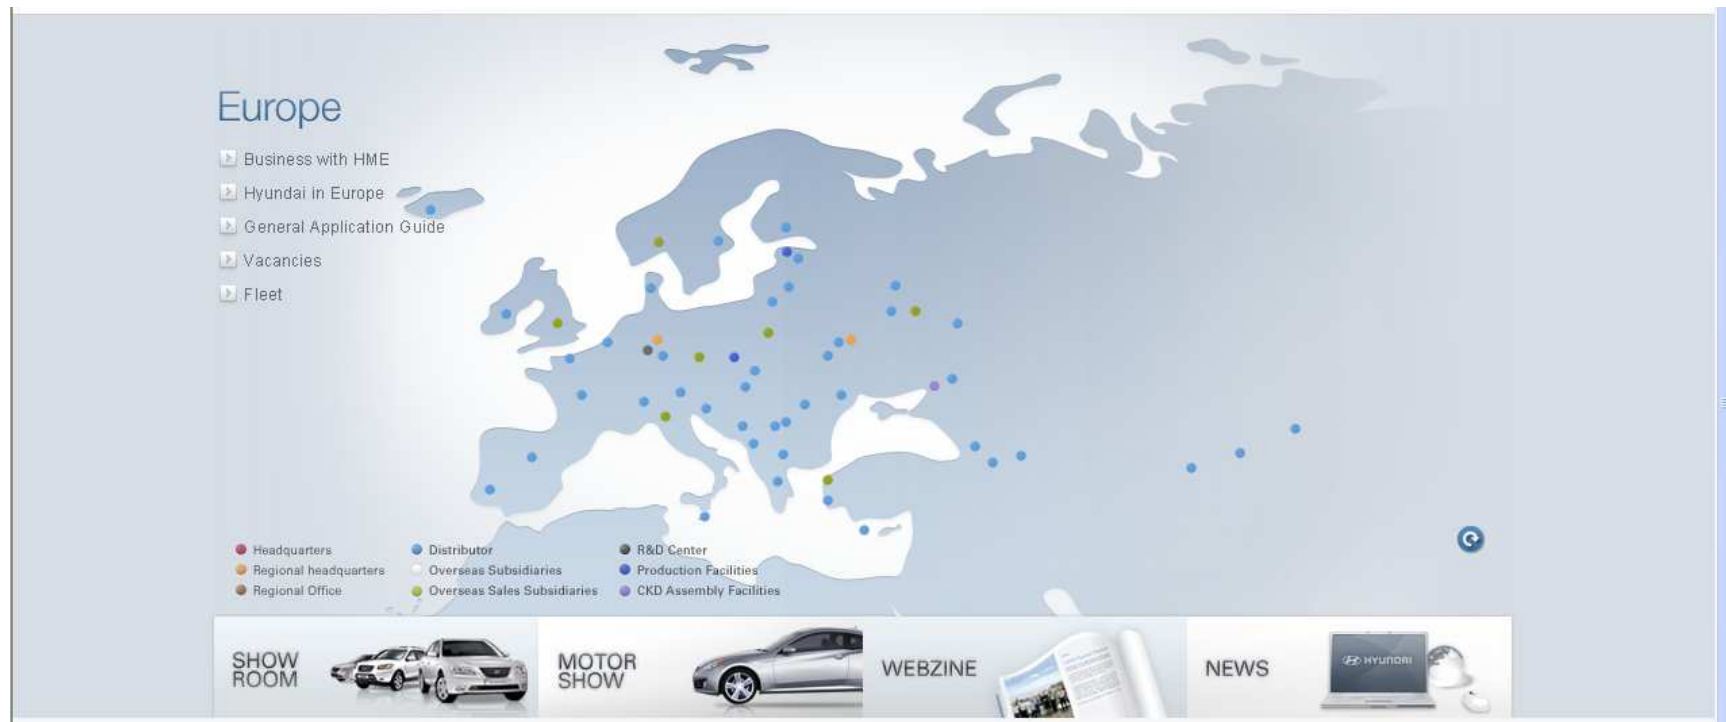 Europe
Business with HME
Hyundai in Europe
General Application Guide
Vacancies
Fleet
Headquarters
Distributor
R&D Center
Regional headquarters
Overseas Subsidiaries
Production Facilities
Regional Office
Overseas Sales Subsidiaries
CKD Assembly Facilities
SHOW
ROOM
MOTOR
SHOW
WEBZINE
NEWS
HYUNDAI